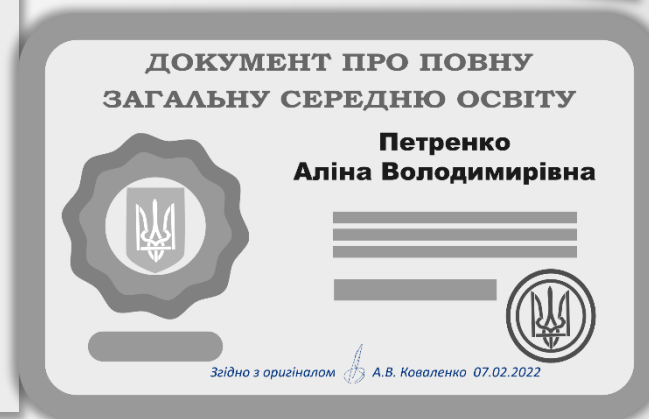 ДОКУМЕНТ ПРО ПОВНУ
ЗАГАЛЬНУ СЕРЕДНЮ ОСВІТУ
Петренко
Аліна Володимирівна
Згідно з оригіналом А.В. Коваленко 07.02.2022